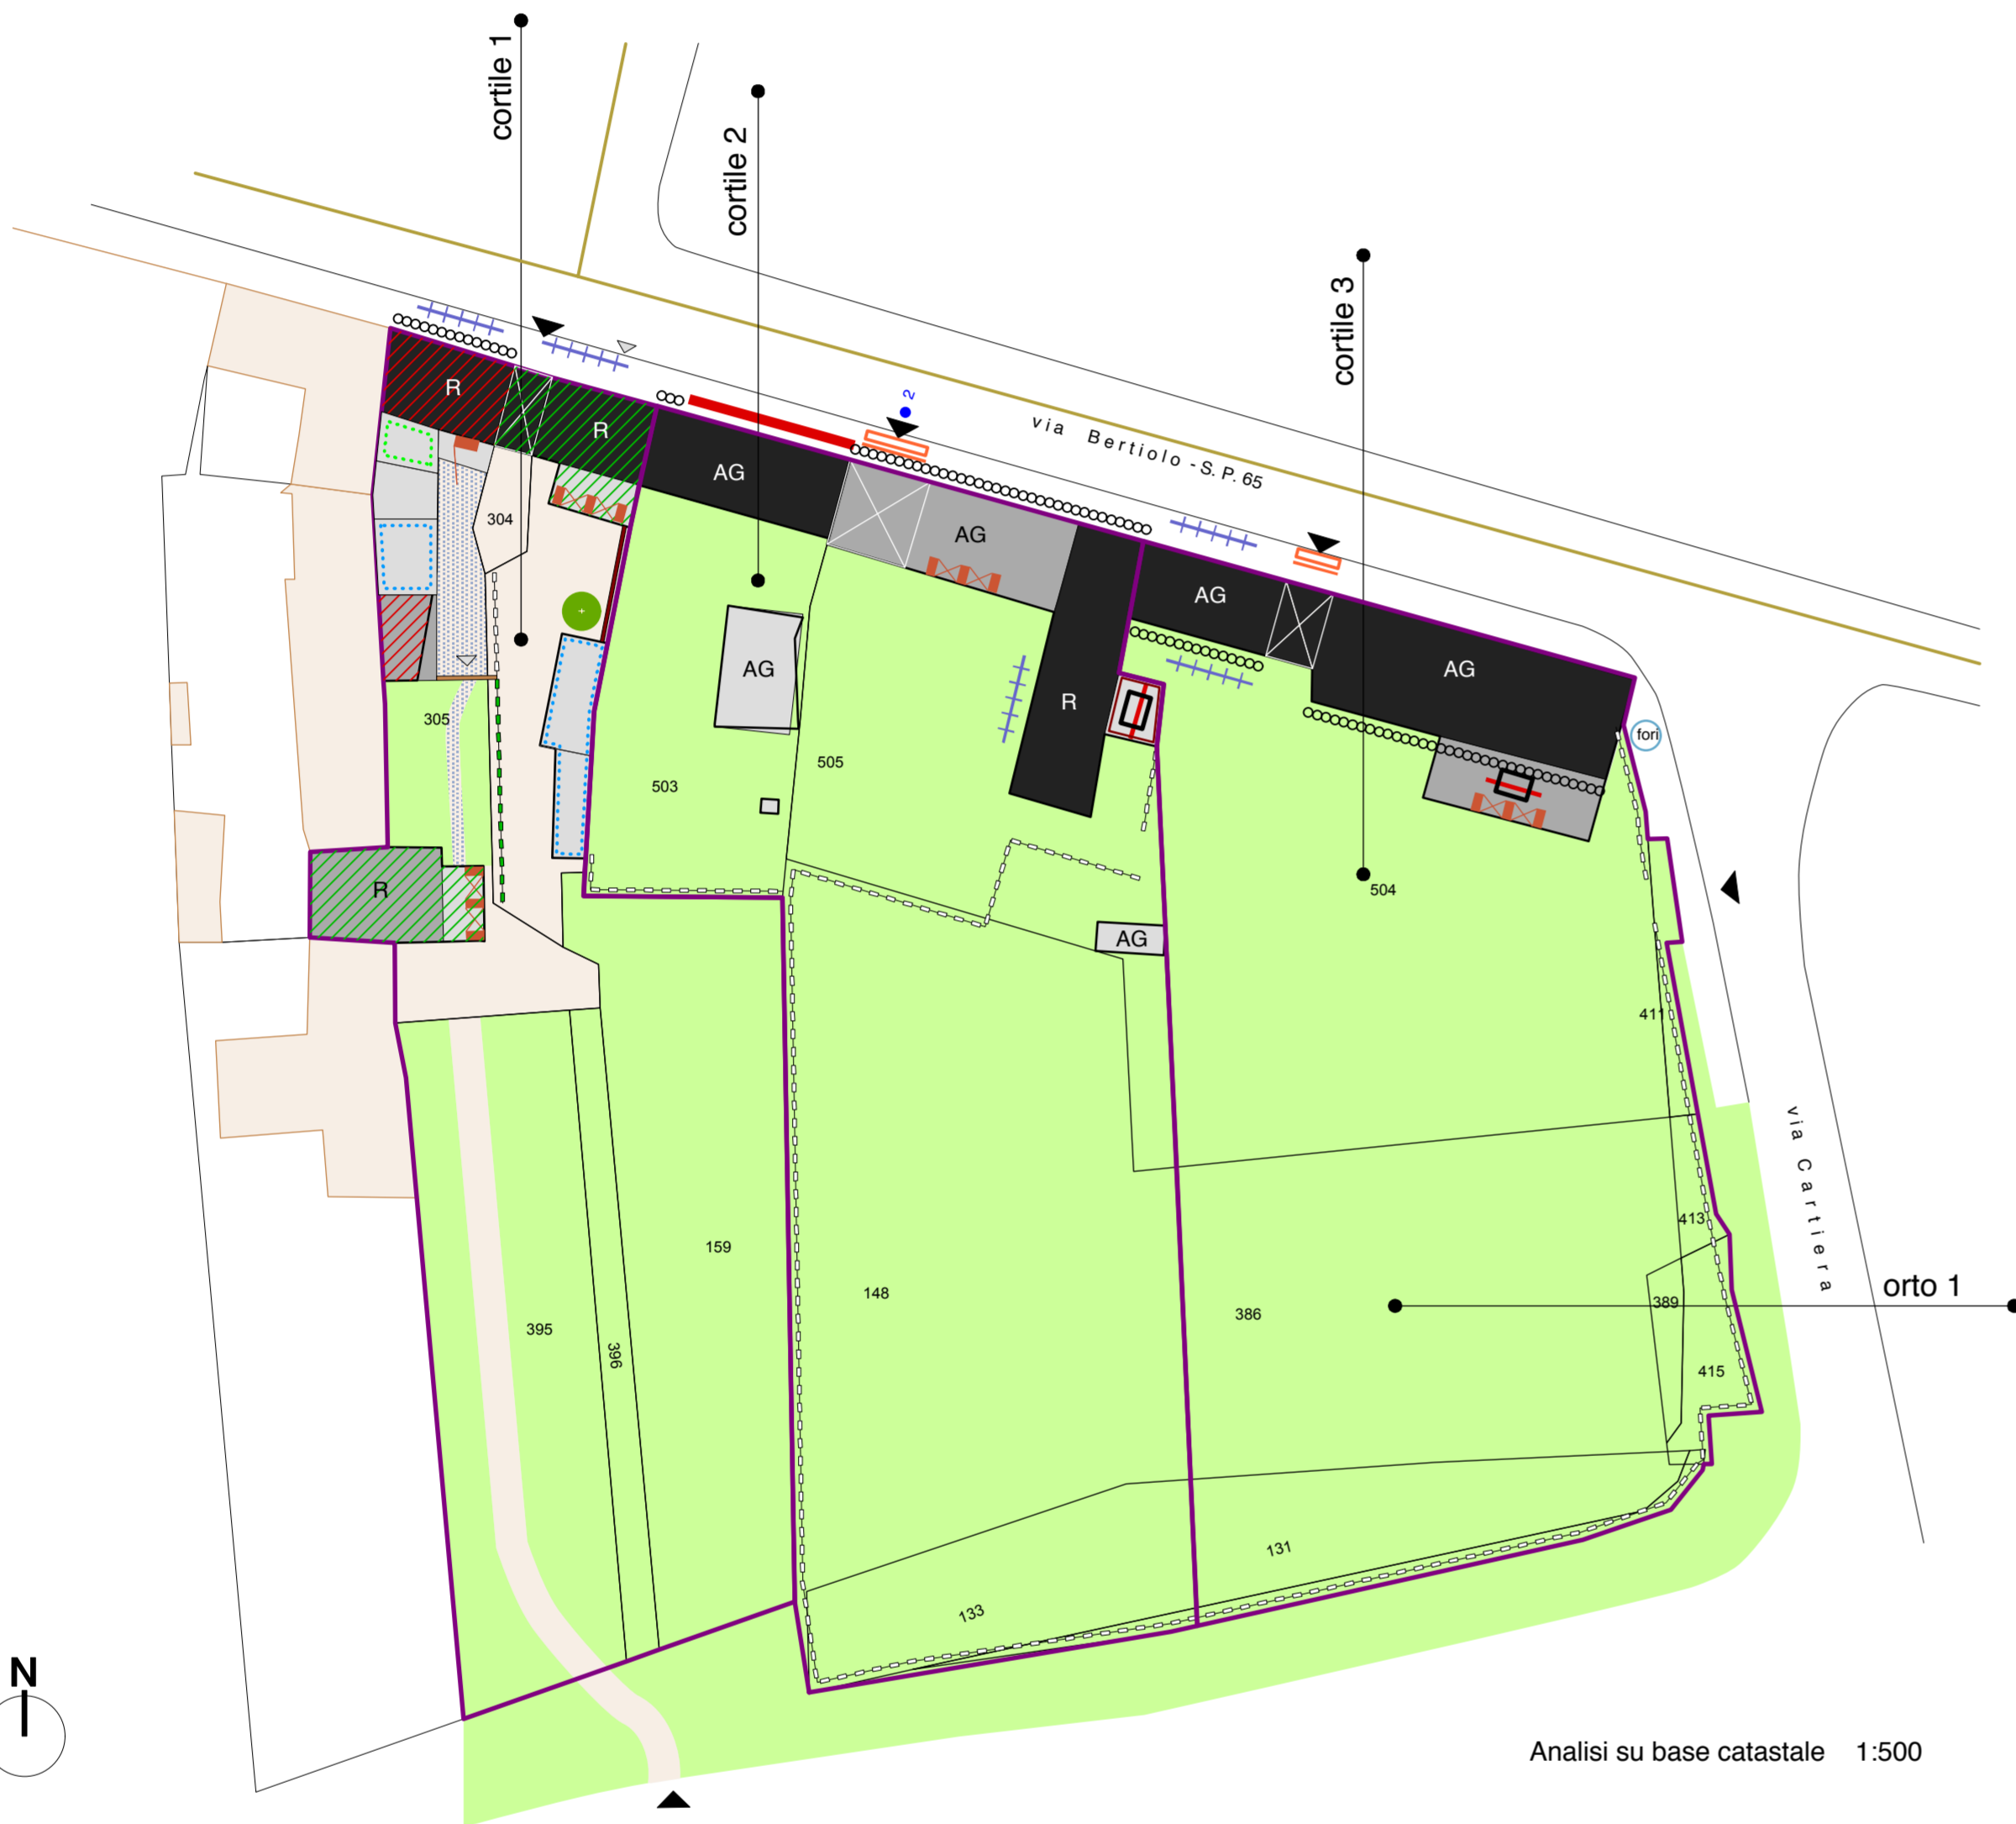 cortile 1
cortile 2
cortile 3
2
via Bertiolo - S. P. 65
R
R
AG
AG
AG
AG
304
AG
R
fori
305
503
505
504
R
AG
411
via Cartiera
413
159
148
386
389
orto 1
395
396
415
131
133
N
Analisi su base catastale 1:500